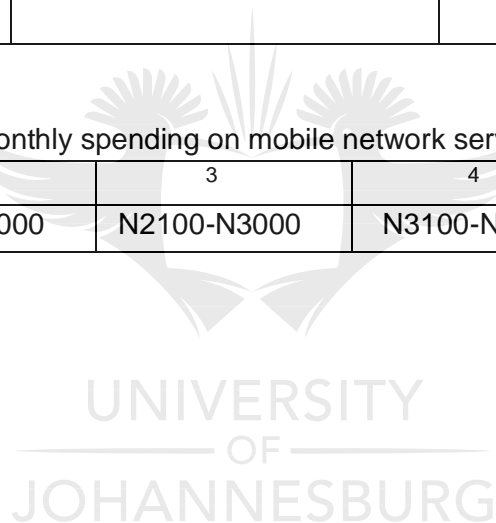 onthly spending on mobile network ser
3 4
000 N2100-N3000 N3100-N
UNIVERSITY
OF
JOHANNESBURG